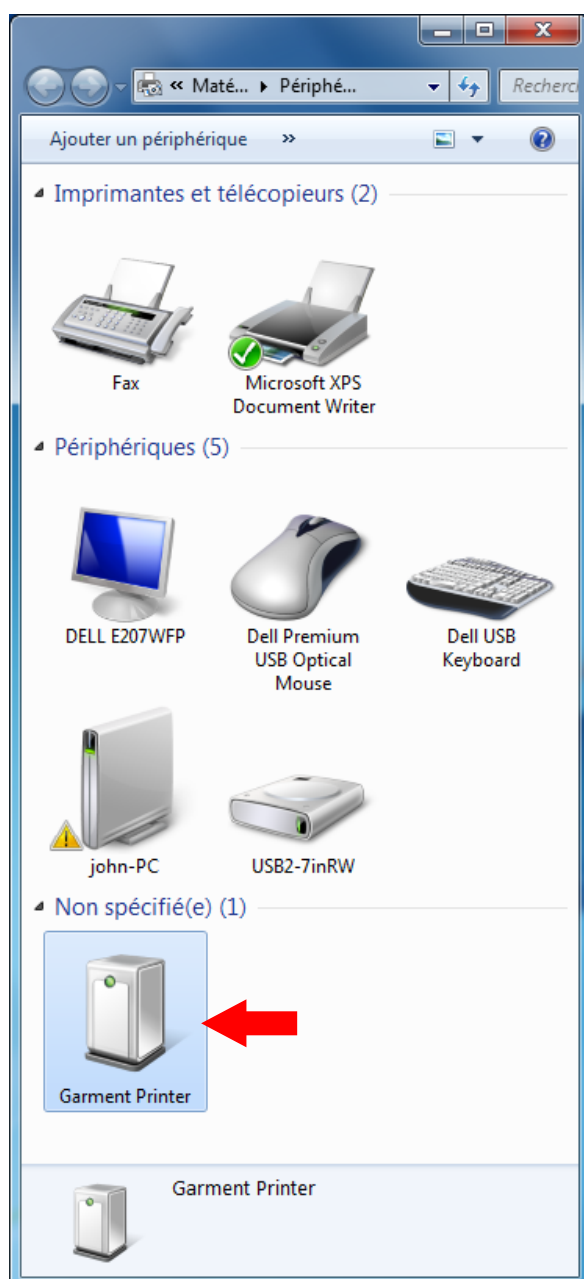 « Maté... ▸ Périphé...
Recherc
Ajouter un périphérique »
Imprimantes et télécopieurs (2)
Fax
Microsoft XPS
Document Writer
Périphériques (5)
DELL E207WFP
Dell Premium
USB Optical
Mouse
Dell USB
Keyboard
john-PC
USB2-7inRW
Non spécifié(e) (1)
Garment Printer
Garment Printer